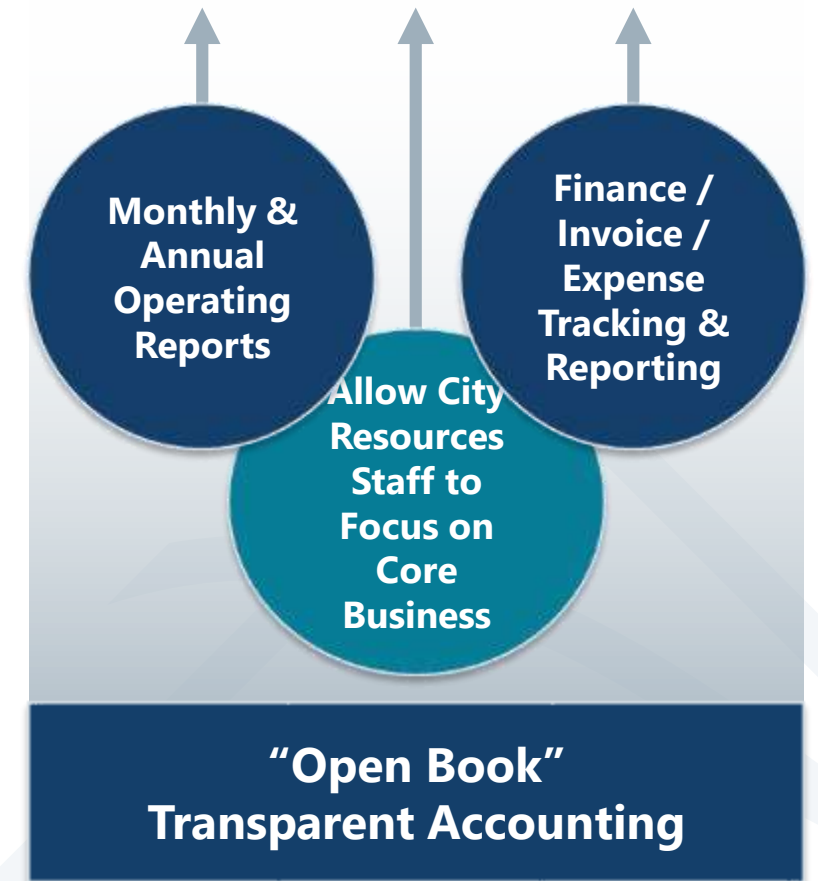 Monthly &
Annual
Operating
Reports
Finance /
Invoice /
Expense
Tracking &
Reporting
Allow City
Resources
Staff to
Focus on
Core
Business
“Open Book”
Transparent Accounting